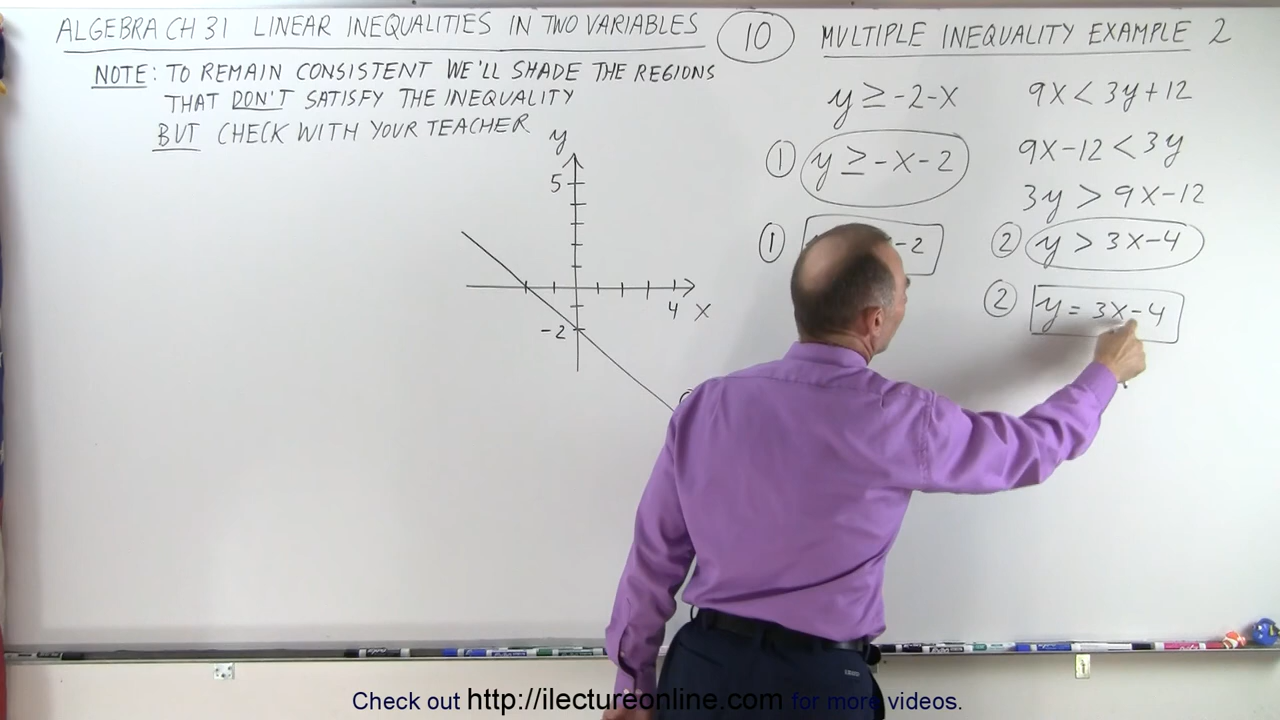 ALGEBRA CH 31 LINEAR INEQUALITIES IN TWO VARIABLES 10 MULTIPLE INEQUALITY EXAMPLE 2
NOTE: TO REMAIN CONSISTENT WE'LL SHADE THE REGIONS
THAT DON'T SATISFY THE INEQUALITY
BUT CHECK WITH YOUR TEACHER
y
5
4 X
-2
y ≥ -2-X
① y ≥ -X-2
① -2
9X < 3y+12
9X-12 < 3y
3y > 9X-12
② y > 3X-4
② y = 3X-4
Check out http://ilectureonline.com for more videos.